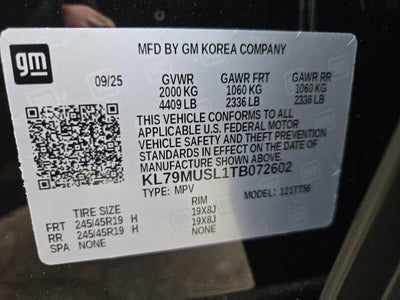 gm
MFD BY GM KOREA COMPANY
09/25 GVWR GAWR FRT GAWR RR
2000 KG 1060 KG 1060 KG
4409 LB 2336 LB 2336 LB
THIS VEHICLE CONFORMS TO ALL
APPLICABLE U.S. FEDERAL MOTOR
VEHICLE SAFETY AND THEFT PREVENTION
STANDARDS IN EFFECT ON THE DATE OF
MANUFACTURE SHOWN ABOVE.
KL79MUSL1TB072602
TYPE: MPV MODEL: 121TT56
TIRE SIZE RIM
FRT 245/45R19 H 19X8J
RR 245/45R19 H 19X8J
SPA NONE NONE